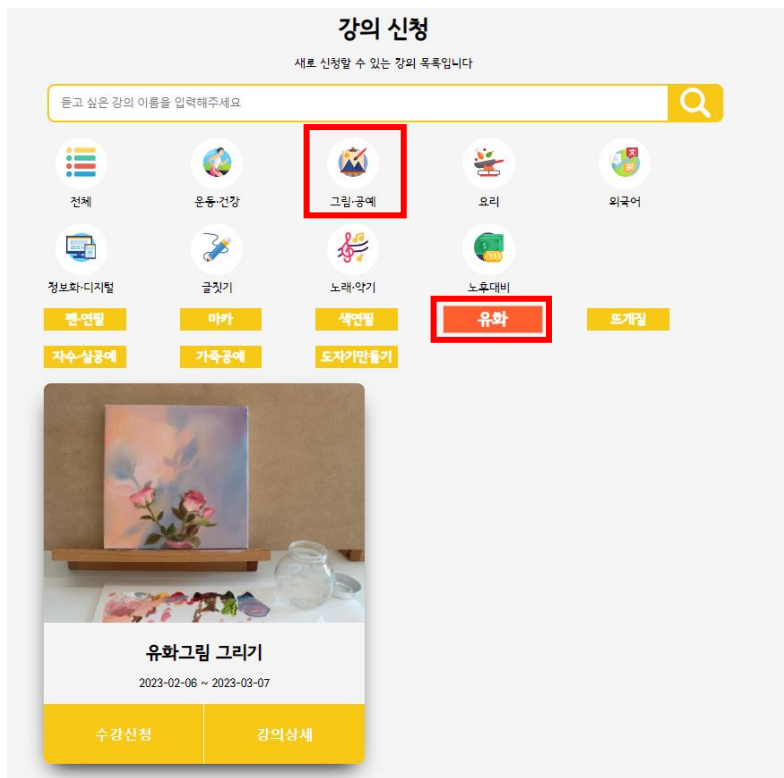 강의 신청
새로 신청할 수 있는 강의 목록입니다
듣고 싶은 강의 이름을 입력해주세요
전체 운동·건강 그림·공예 요리 외국어
정보화·디지털 글짓기 노래·악기 노후대비
펜·연필 마카 색연필 유화 뜨개질
자수·실공예 가죽공예 도자기만들기
유화그림 그리기
2023-02-06 ~ 2023-03-07
수강신청 강의상세